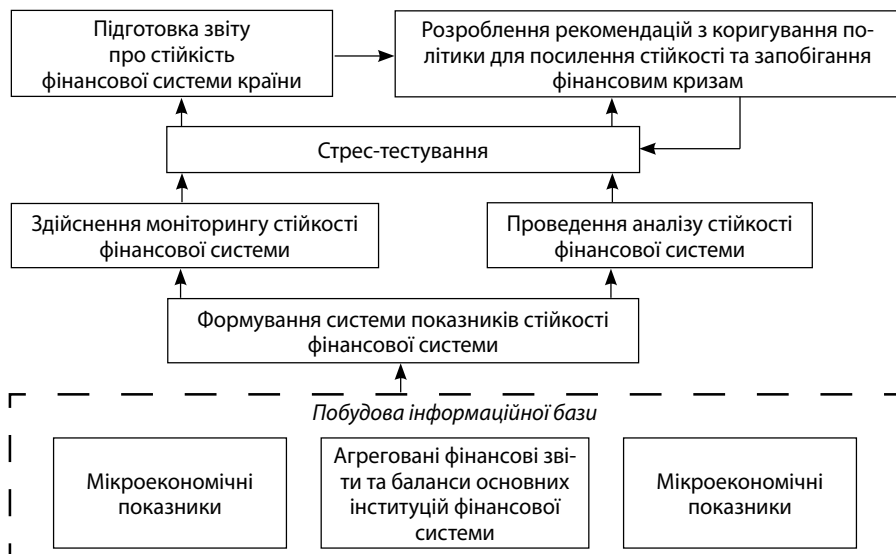 Підготовка звіту
про стійкість
фінансової системи країни
Розроблення рекомендацій з коригування по-
літики для посилення стійкості та запобігання
фінансовим кризам
Стрес-тестування
Здійснення моніторингу стійкості
фінансової системи
Проведення аналізу стійкості
фінансової системи
Формування системи показників стійкості
фінансової системи
Побудова інформаційної бази
Мікроекономічні
показники
Агреговані фінансові зві-
ти та баланси основних
інституцій фінансової
системи
Мікроекономічні
показники